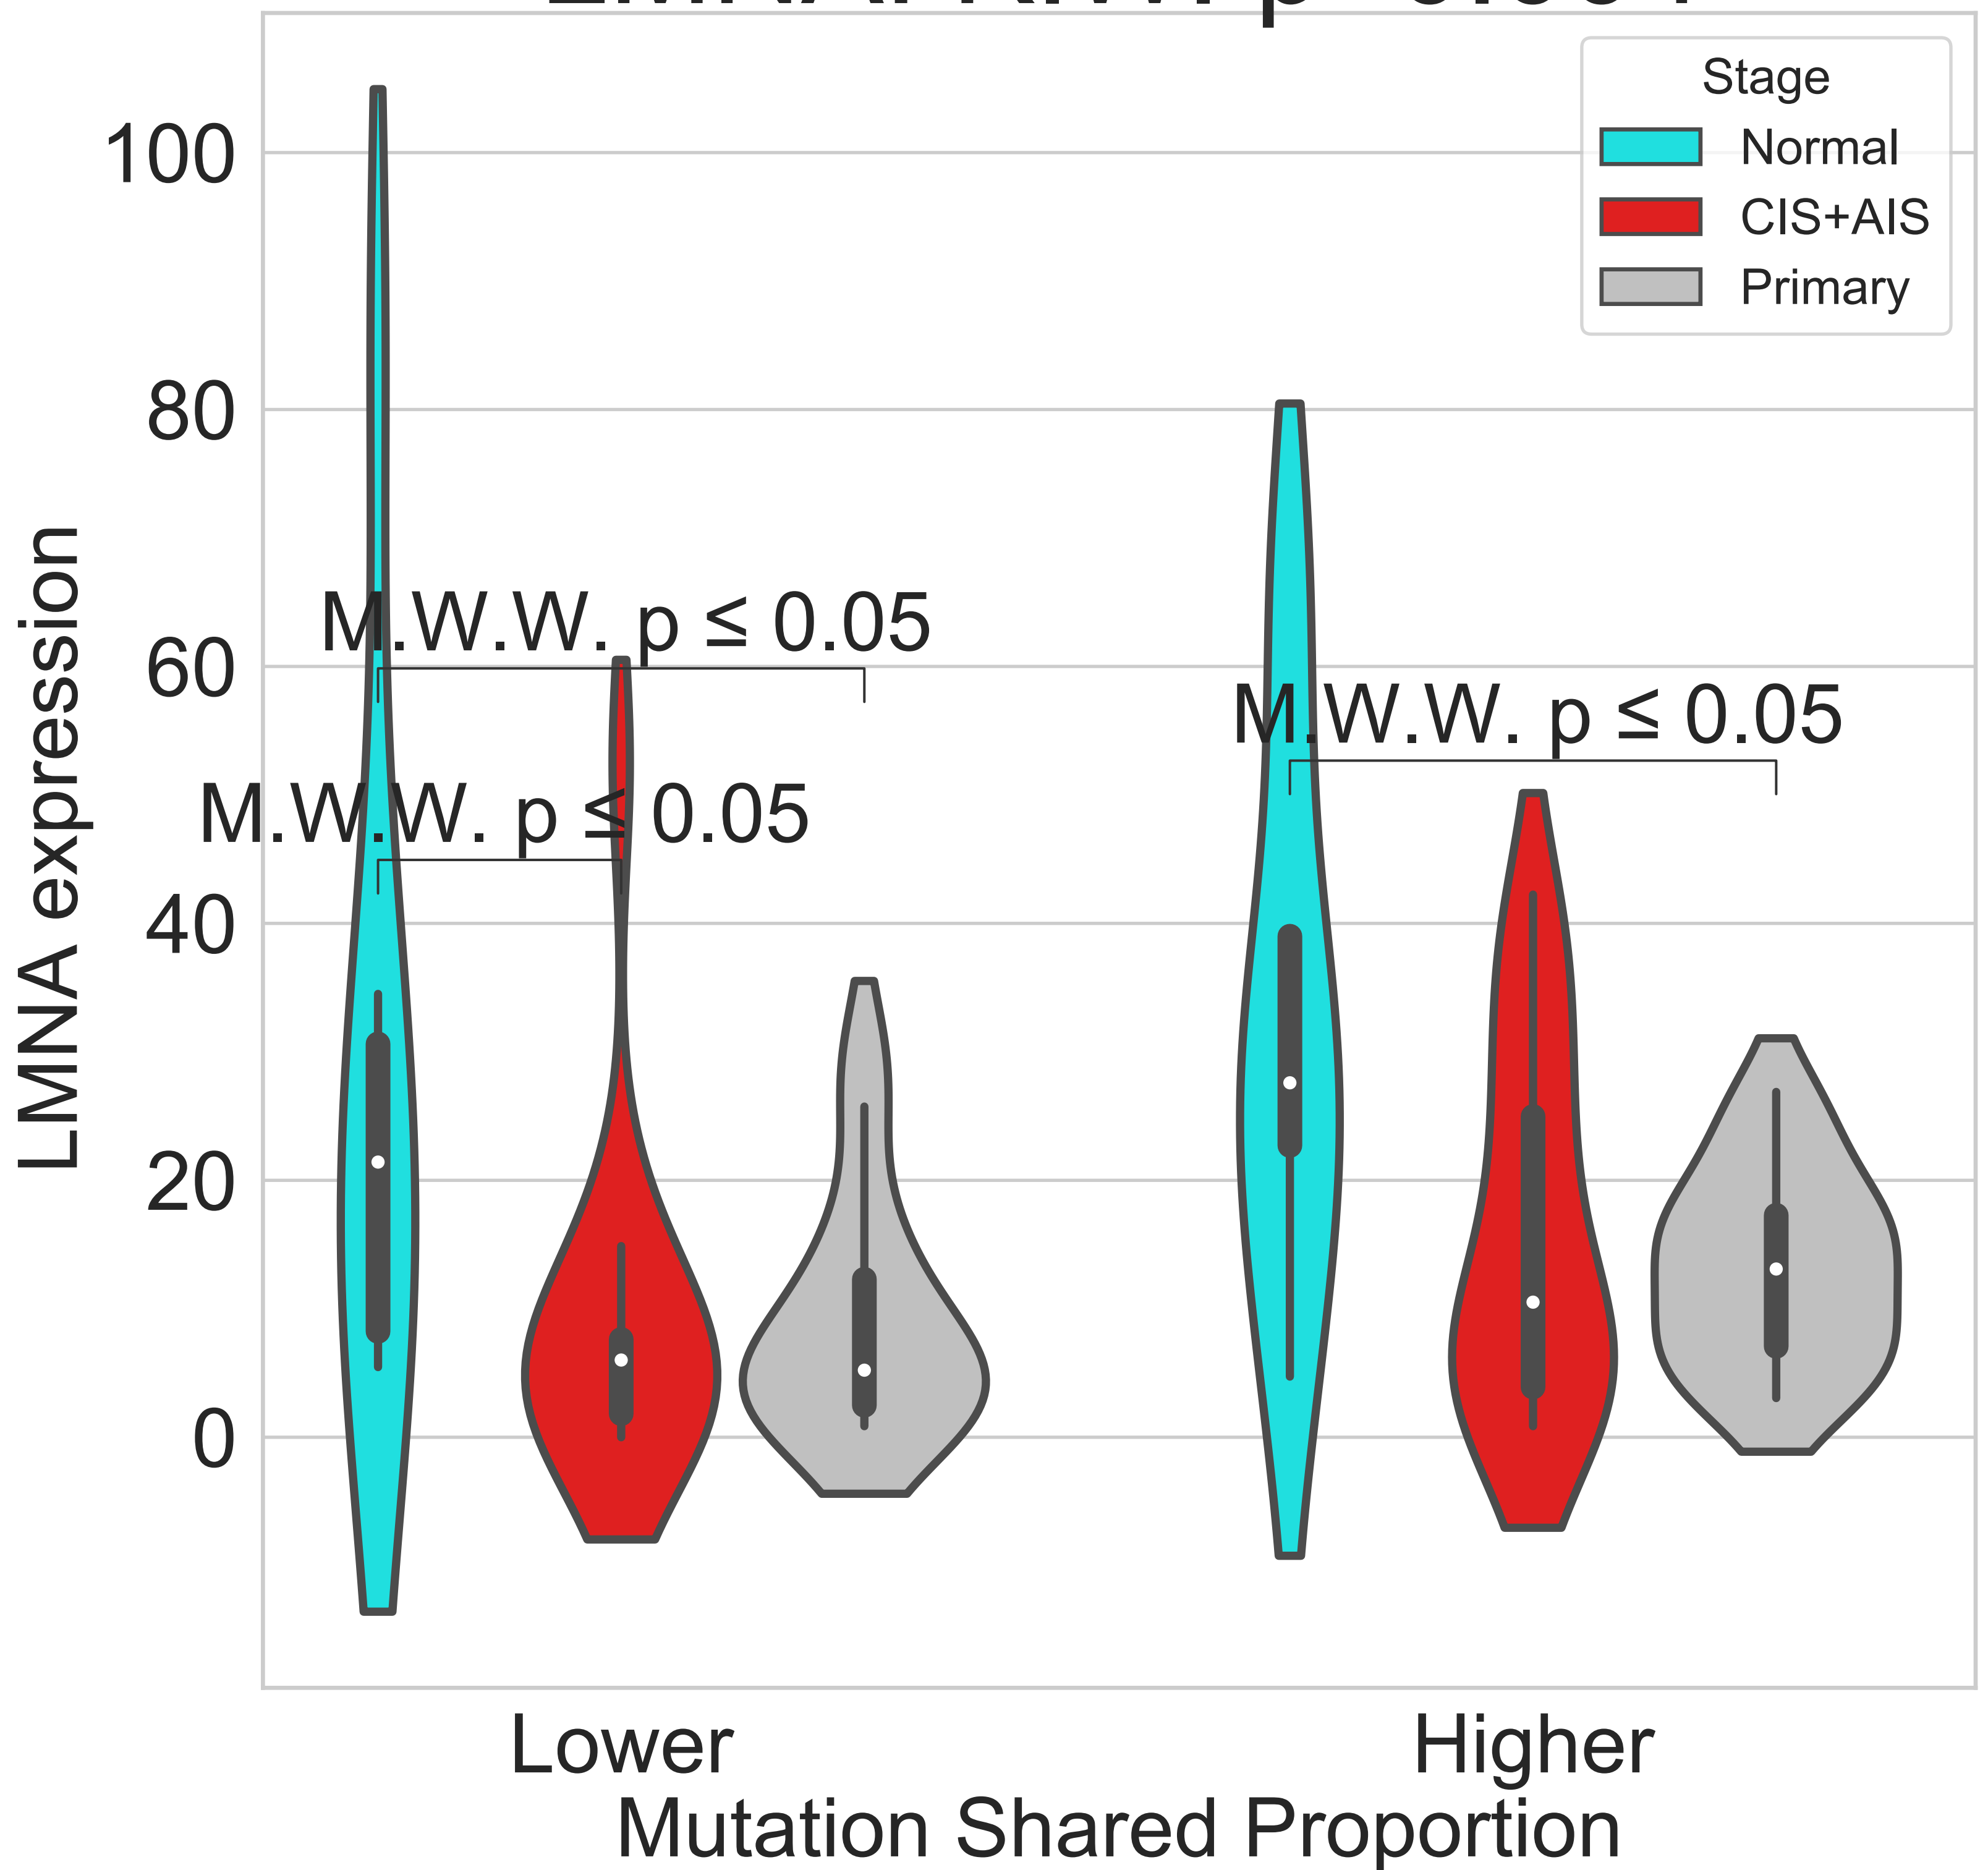 Stage
Normal
CIS+AIS
Primary
100
80
60
40
20
0
LMNA expression
M.W.W. p ≤ 0.05
M.W.W. p ≤ 0.05
M.W.W. p ≤ 0.05
Lower
Higher
Mutation Shared Proportion